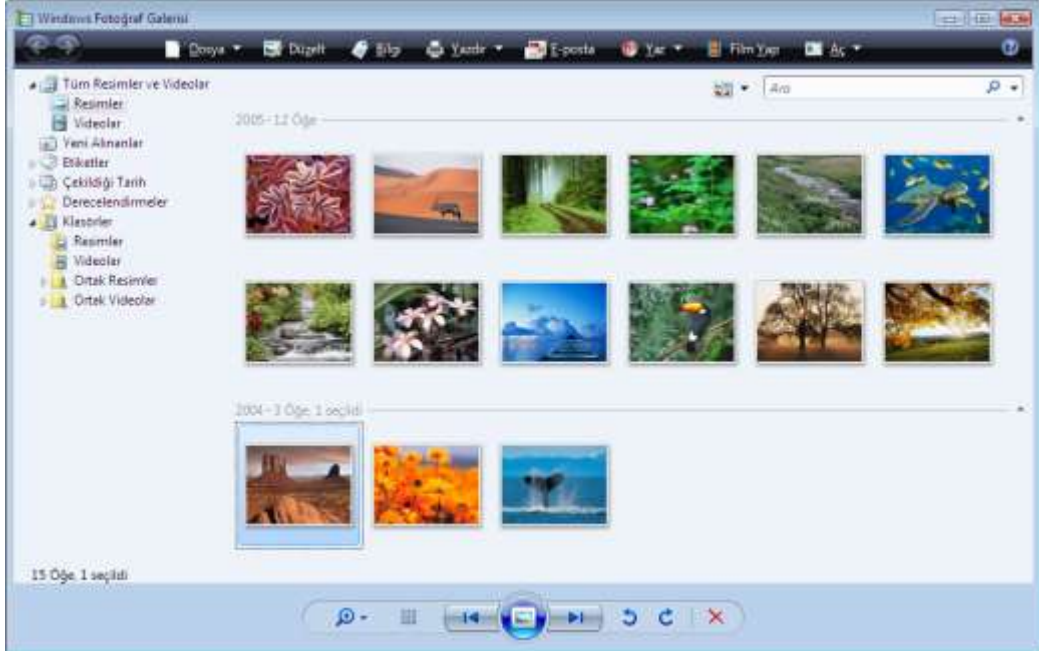 Windows Fotoğraf Galerisi
Dosya Düzelt Bilgi Yazdır E-posta Yaz Film Yap Aç
Tüm Resimler ve Videolar
Ara
Resimler
Videolar
2005 - 12 Öğe
Yeni Alınanlar
Etiketler
Çekildiği Tarih
Derecelendirmeler
Klasörler
Resimler
Videolar
Ortak Resimler
Ortak Videolar
2004 - 3 Öğe, 1 seçildi
15 Öğe, 1 seçildi